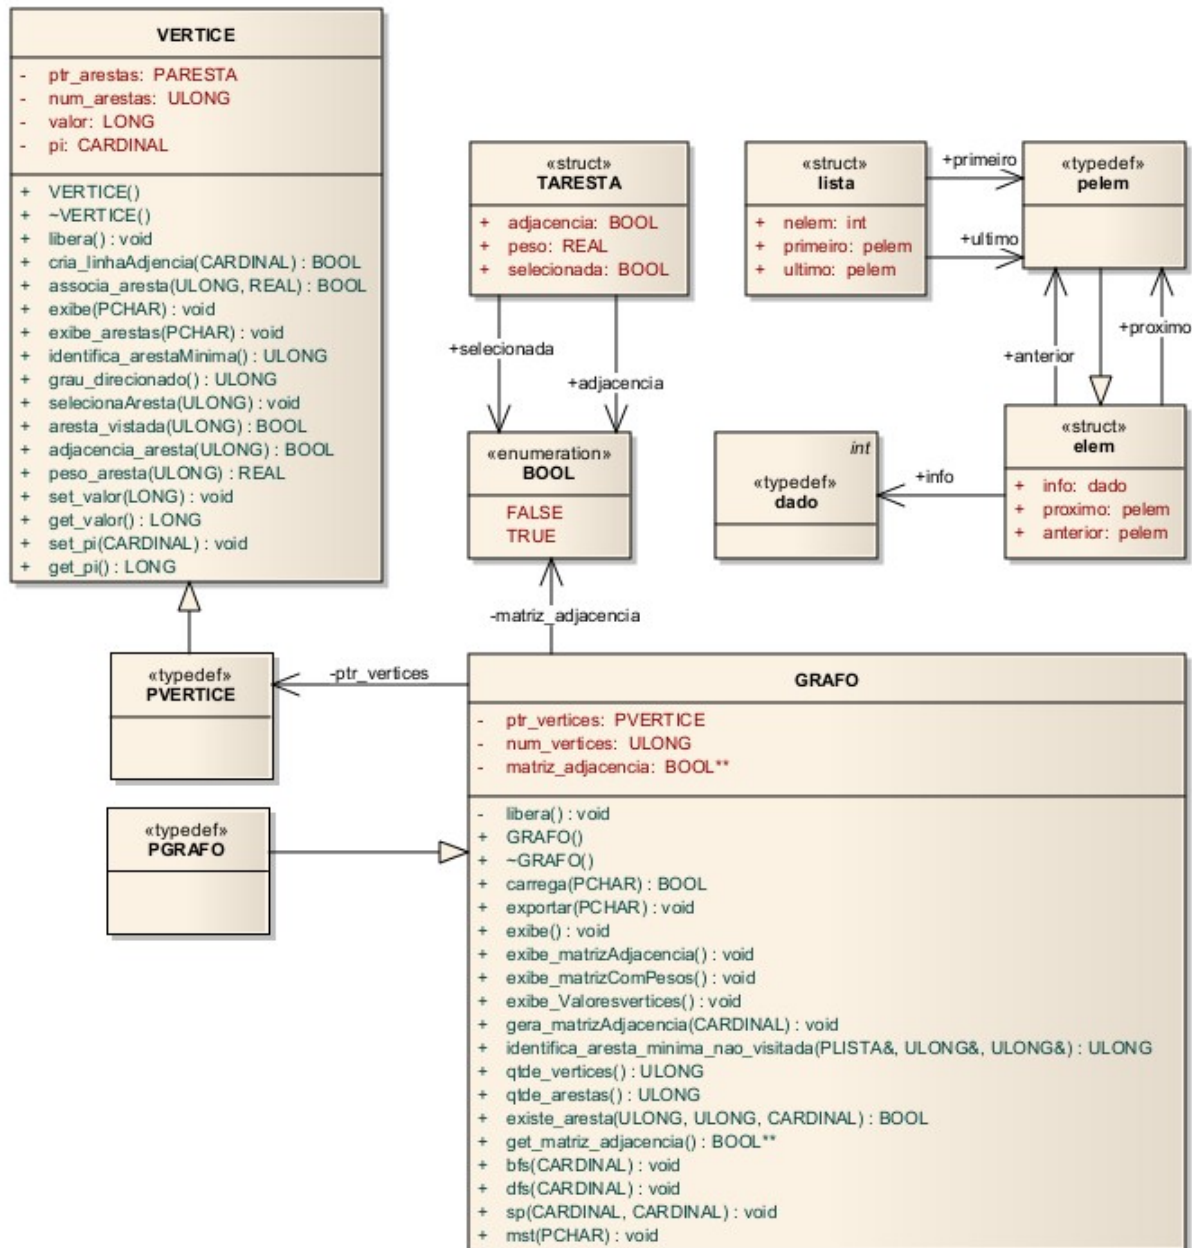 VERTICE
- ptr_arestas: PARESTA
- num_arestas: ULONG
- valor: LONG
- pi: CARDINAL
+ VERTICE()
+ ~VERTICE()
+ libera() : void
+ cria_linhaAdjencia(CARDINAL) : BOOL
+ associa_aresta(ULONG, REAL) : BOOL
+ exibe(PCHAR) : void
+ exibe_arestas(PCHAR) : void
+ identifica_arestaMinima() : ULONG
+ grau_direcionado() : ULONG
+ selecionaAresta(ULONG) : void
+ aresta_vistada(ULONG) : BOOL
+ adjacencia_aresta(ULONG) : BOOL
+ peso_aresta(ULONG) : REAL
+ set_valor(LONG) : void
+ get_valor() : LONG
+ set_pi(CARDINAL) : void
+ get_pi() : LONG
«struct»
TARESTA
+ adjacencia: BOOL
+ peso: REAL
+ selecionada: BOOL
«struct»
lista
+ nelem: int
+ primeiro: pelem
+ ultimo: pelem
+primeiro
+ultimo
«typedef»
pelem
+selecionada
+adjacencia
+anterior
+proximo
«enumeration»
BOOL
FALSE
TRUE
int
«typedef»
dado
+info
«struct»
elem
+ info: dado
+ proximo: pelem
+ anterior: pelem
-matriz_adjacencia
«typedef»
PVERTICE
-ptr_vertices
«typedef»
PGRAFO
GRAFO
- ptr_vertices: PVERTICE
- num_vertices: ULONG
- matriz_adjacencia: BOOL**
- libera() : void
+ GRAFO()
+ ~GRAFO()
+ carrega(PCHAR) : BOOL
+ exportar(PCHAR) : void
+ exibe() : void
+ exibe_matrizAdjacencia() : void
+ exibe_matrizComPesos() : void
+ exibe_Valoresvertices() : void
+ gera_matrizAdjacencia(CARDINAL) : void
+ identifica_aresta_minima_nao_visitada(PLISTA&, ULONG&, ULONG&) : ULONG
+ qtde_vertices() : ULONG
+ qtde_arestas() : ULONG
+ existe_aresta(ULONG, ULONG, CARDINAL) : BOOL
+ get_matriz_adjacencia() : BOOL**
+ bfs(CARDINAL) : void
+ dfs(CARDINAL) : void
+ sp(CARDINAL, CARDINAL) : void
+ mst(PCHAR) : void